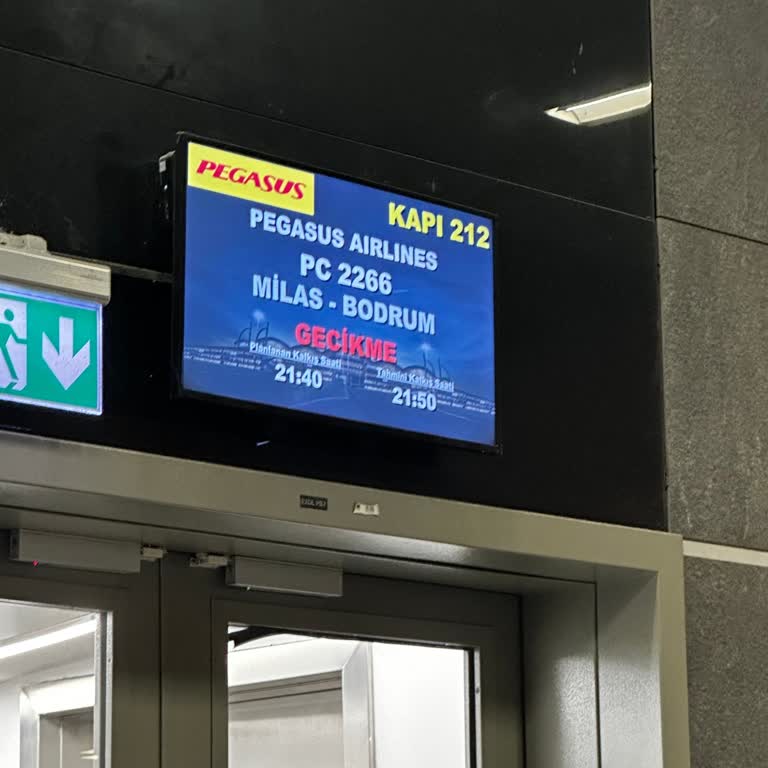 PEGASUS
KAPI 212
PEGASUS AIRLINES
PC 2266
MİLAS - BODRUM
GECİKME
Planlanan Kalkış Saati
Tahmini Kalkış Saati
21:40
21:50